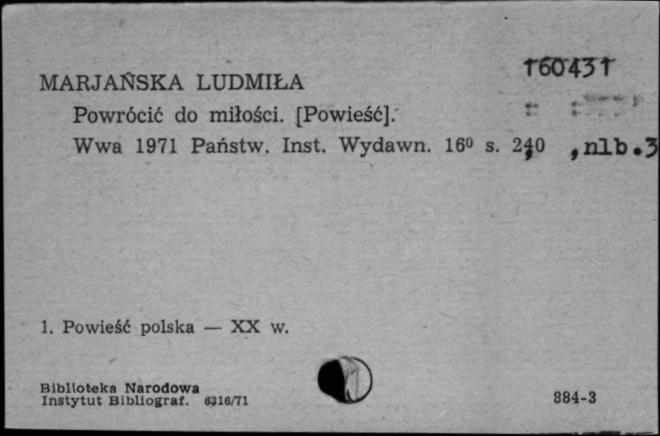 160431
MARJAŃSKA LUDMIŁA
Powrócić do miłości. [Powieść].
Wwa 1971 Państw. Inst. Wydawn. 16⁰ s. 240 , nlb. 3
1. Powieść polska — XX w.
Biblioteka Narodowa
Instytut Bibliograf. 6316/71
884-3